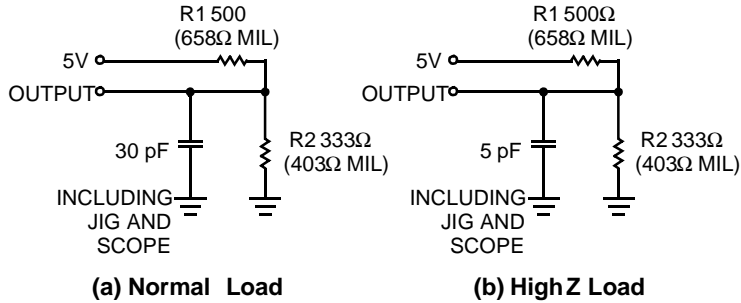 R1 500
(658Ω MIL)
5V
OUTPUT
30 pF
R2 333Ω
(403Ω MIL)
INCLUDING
JIG AND
SCOPE
(a) Normal Load
R1 500Ω
(658Ω MIL)
5V
OUTPUT
5 pF
R2 333Ω
(403Ω MIL)
INCLUDING
JIG AND
SCOPE
(b) High Z Load